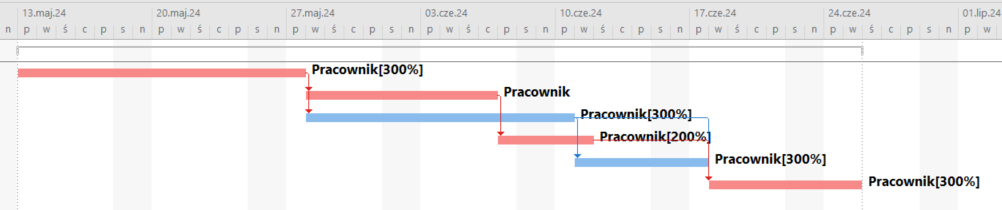 13.maj.24 20.maj.24 27.maj.24 03.cze.24 10.cze.24 17.cze.24 24.cze.24 01.lip.24
n p w ś c p s n p w ś c p s n p w ś c p s n p w ś c p s n p w ś c p s n p w ś c p s n p w ś c p s n p w
Pracownik[300%]
Pracownik
Pracownik[300%]
Pracownik[200%]
Pracownik[300%]
Pracownik[300%]